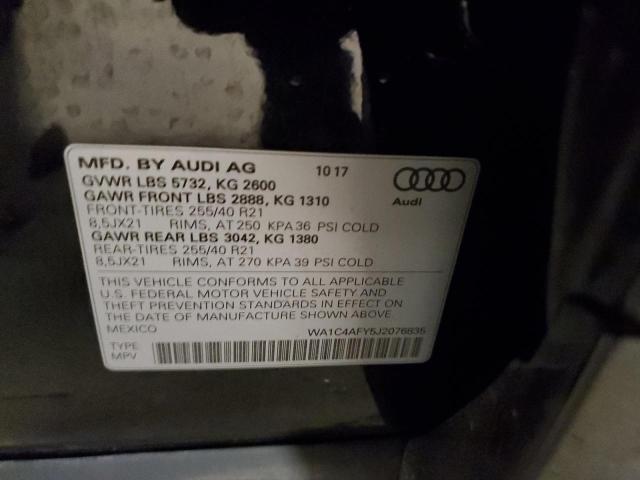 MFD. BY AUDI AG 10 17
GVWR LBS 5732, KG 2600
GAWR FRONT LBS 2888, KG 1310
FRONT-TIRES 255/40 R21
8,5JX21 RIMS, AT 250 KPA 36 PSI COLD
GAWR REAR LBS 3042, KG 1380
REAR-TIRES 255/40 R21
8,5JX21 RIMS, AT 270 KPA 39 PSI COLD
Audi
THIS VEHICLE CONFORMS TO ALL APPLICABLE
U.S. FEDERAL MOTOR VEHICLE SAFETY AND
THEFT PREVENTION STANDARDS IN EFFECT ON
THE DATE OF MANUFACTURE SHOWN ABOVE.
MEXICO WA1C4AFY5J2076835
TYPE
MPV